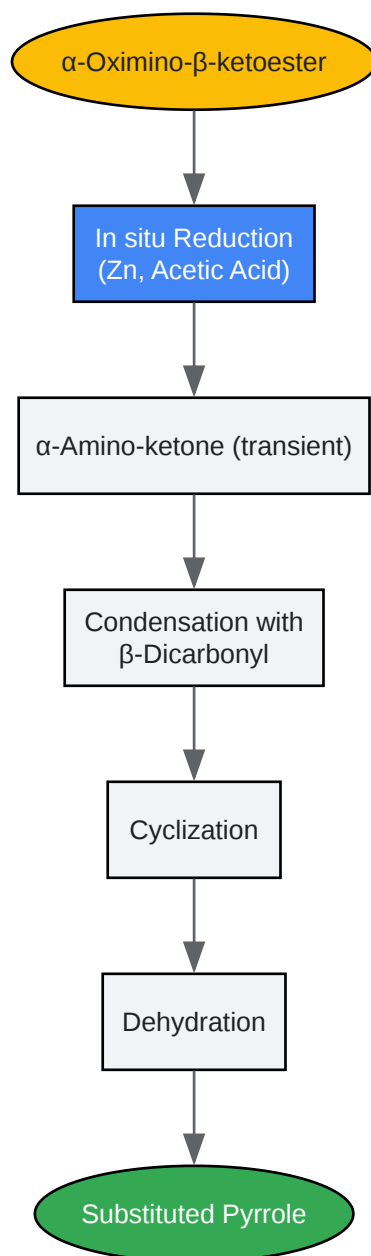 α-Oximino-β-ketoester
In situ Reduction
(Zn, Acetic Acid)
α-Amino-ketone (transient)
Condensation with
β-Dicarbonyl
Cyclization
Dehydration
Substituted Pyrrole